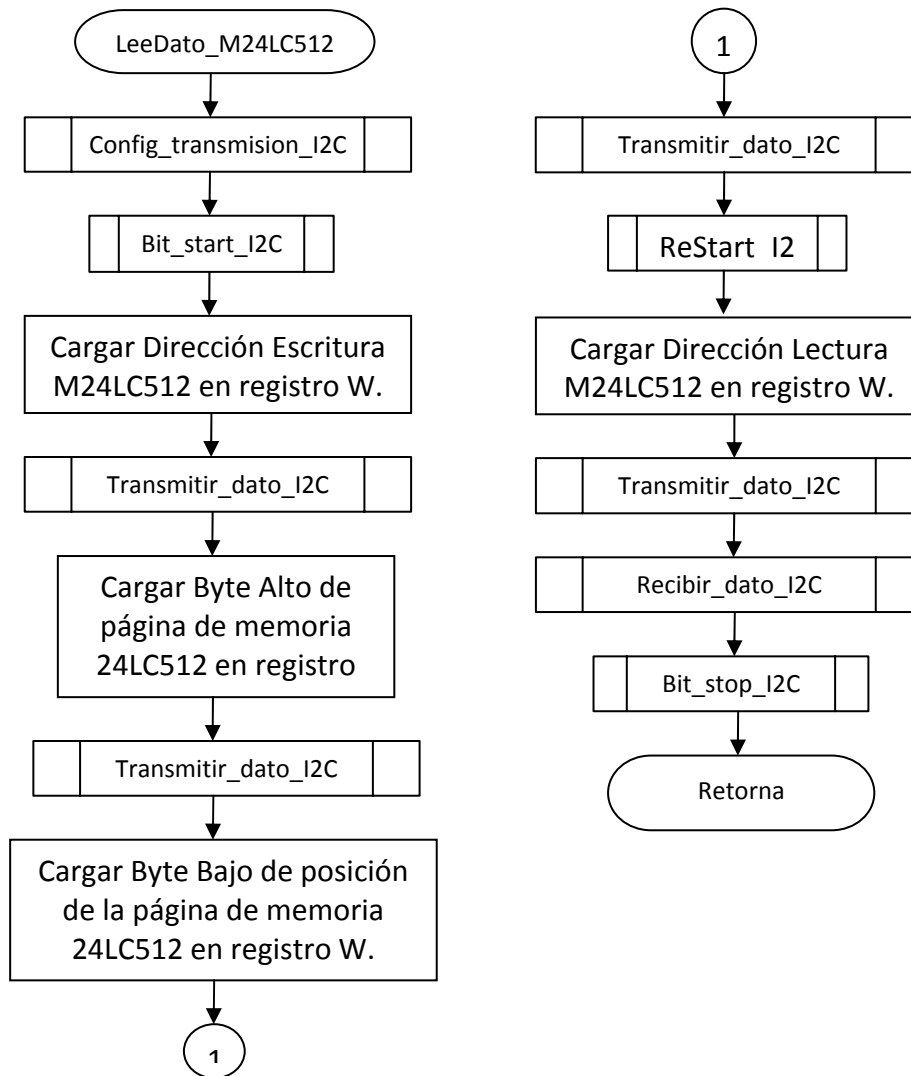 LeeDato_M24LC512
Config_transmision_I2C
Bit_start_I2C
Cargar Dirección Escritura
M24LC512 en registro W.
Transmitir_dato_I2C
Cargar Byte Alto de
página de memoria
24LC512 en registro
Transmitir_dato_I2C
Cargar Byte Bajo de posición
de la página de memoria
24LC512 en registro W.
1
1
Transmitir_dato_I2C
ReStart I2
Cargar Dirección Lectura
M24LC512 en registro W.
Transmitir_dato_I2C
Recibir_dato_I2C
Bit_stop_I2C
Retorna